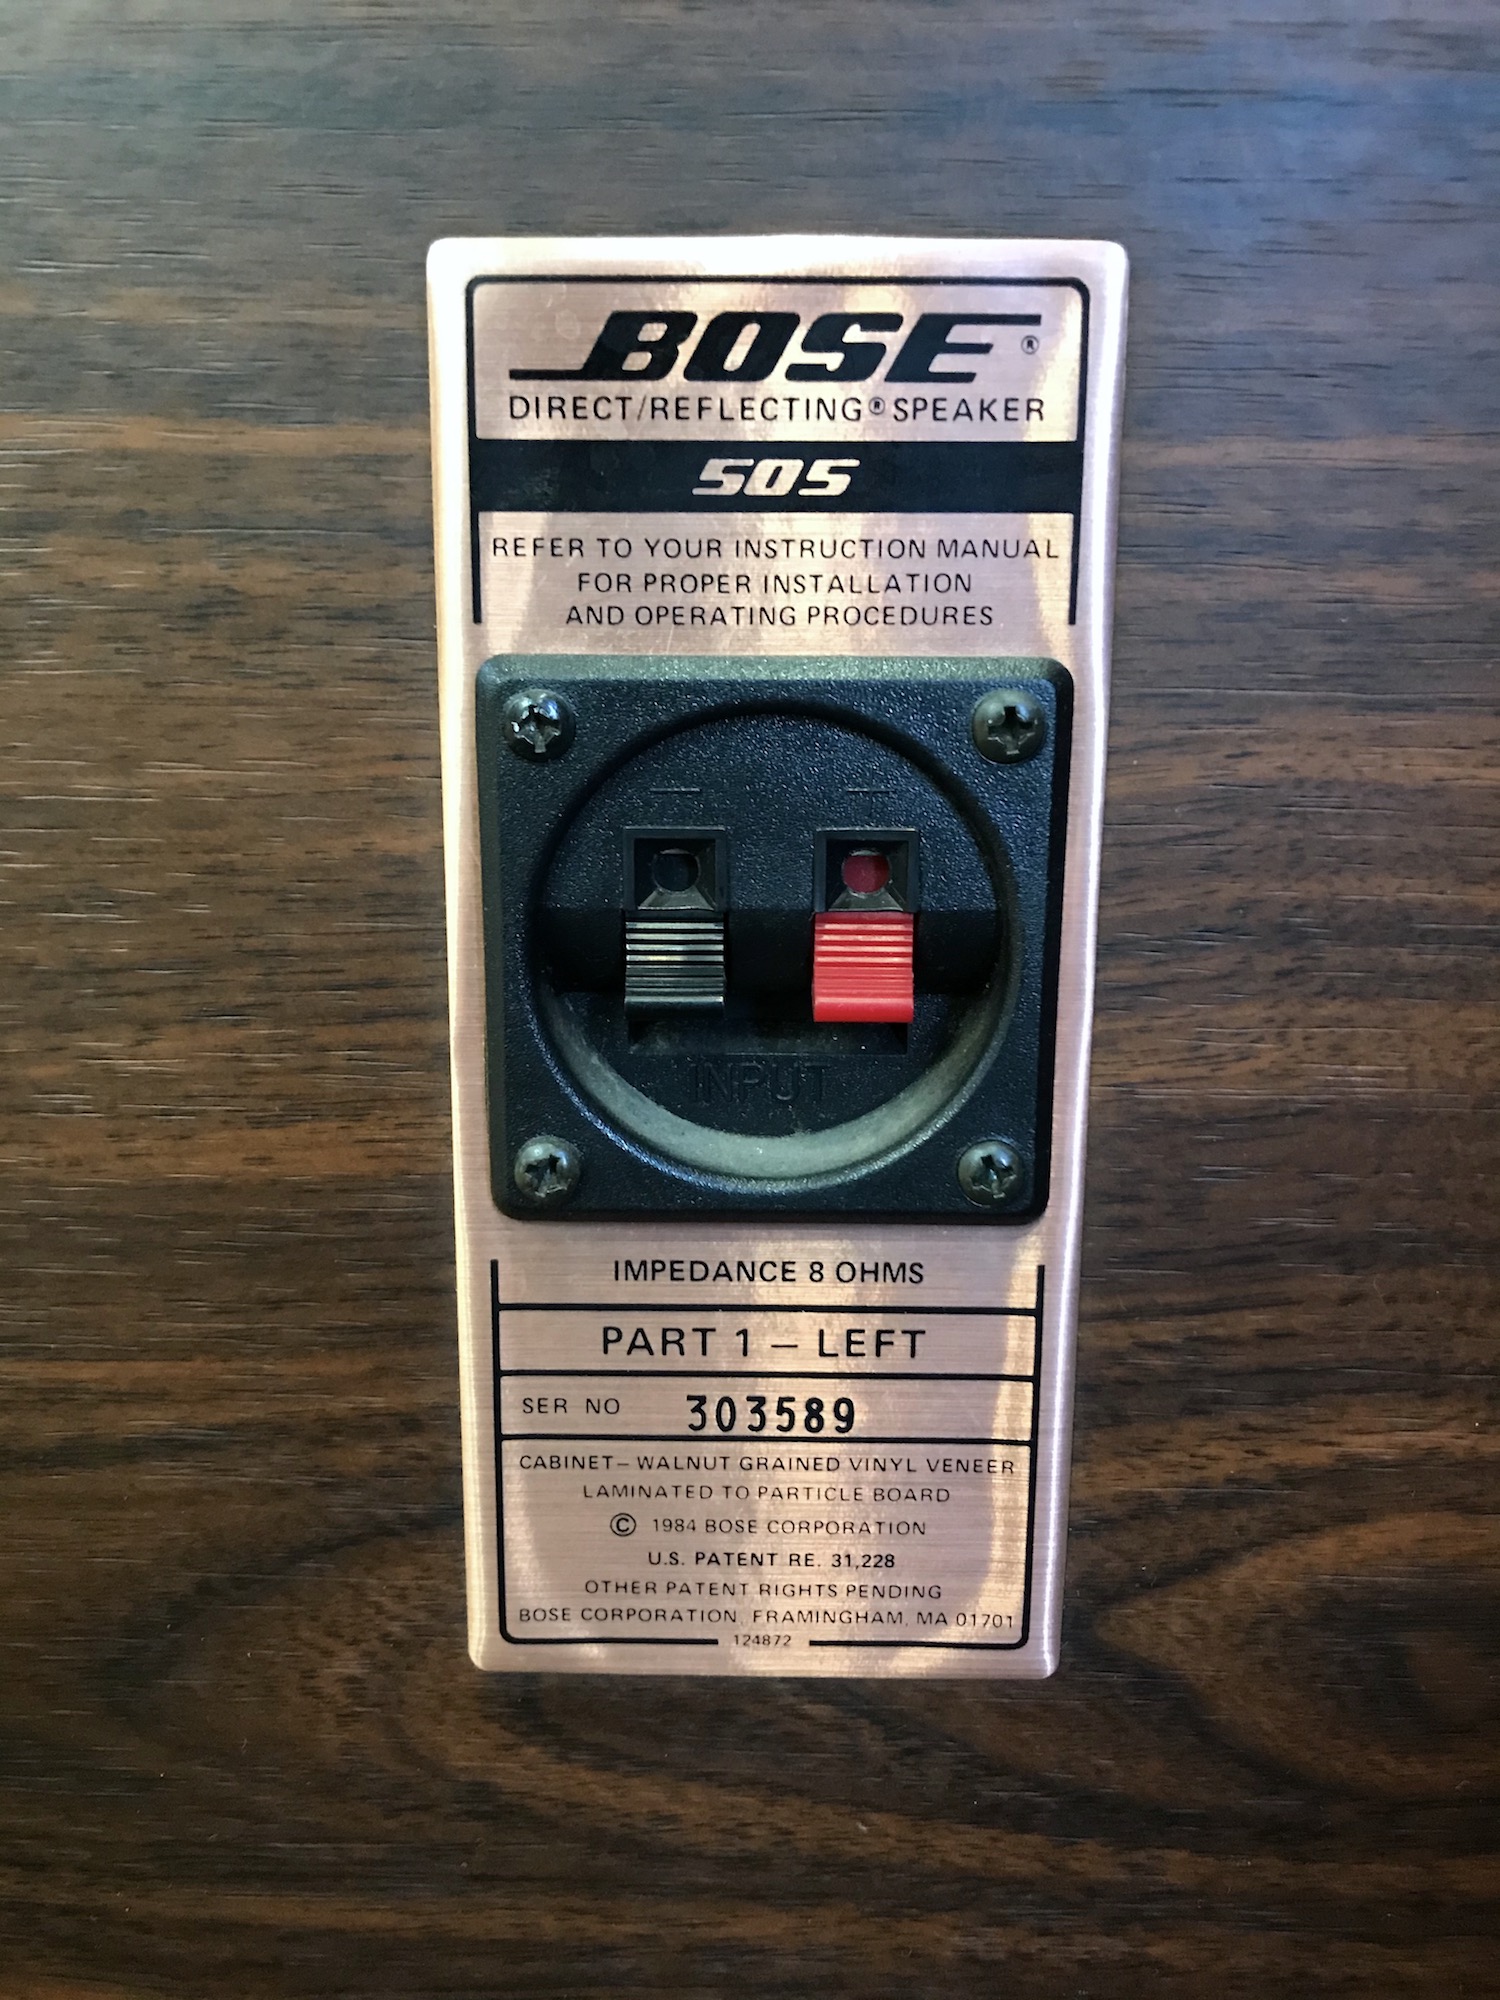 BOSE®
DIRECT/REFLECTING® SPEAKER
505
REFER TO YOUR INSTRUCTION MANUAL
FOR PROPER INSTALLATION
AND OPERATING PROCEDURES
— +
INPUT
IMPEDANCE 8 OHMS
PART 1 – LEFT
SER NO 303589
CABINET – WALNUT GRAINED VINYL VENEER
LAMINATED TO PARTICLE BOARD
© 1984 BOSE CORPORATION
U.S. PATENT RE. 31,228
OTHER PATENT RIGHTS PENDING
BOSE CORPORATION, FRAMINGHAM, MA 01701
124872